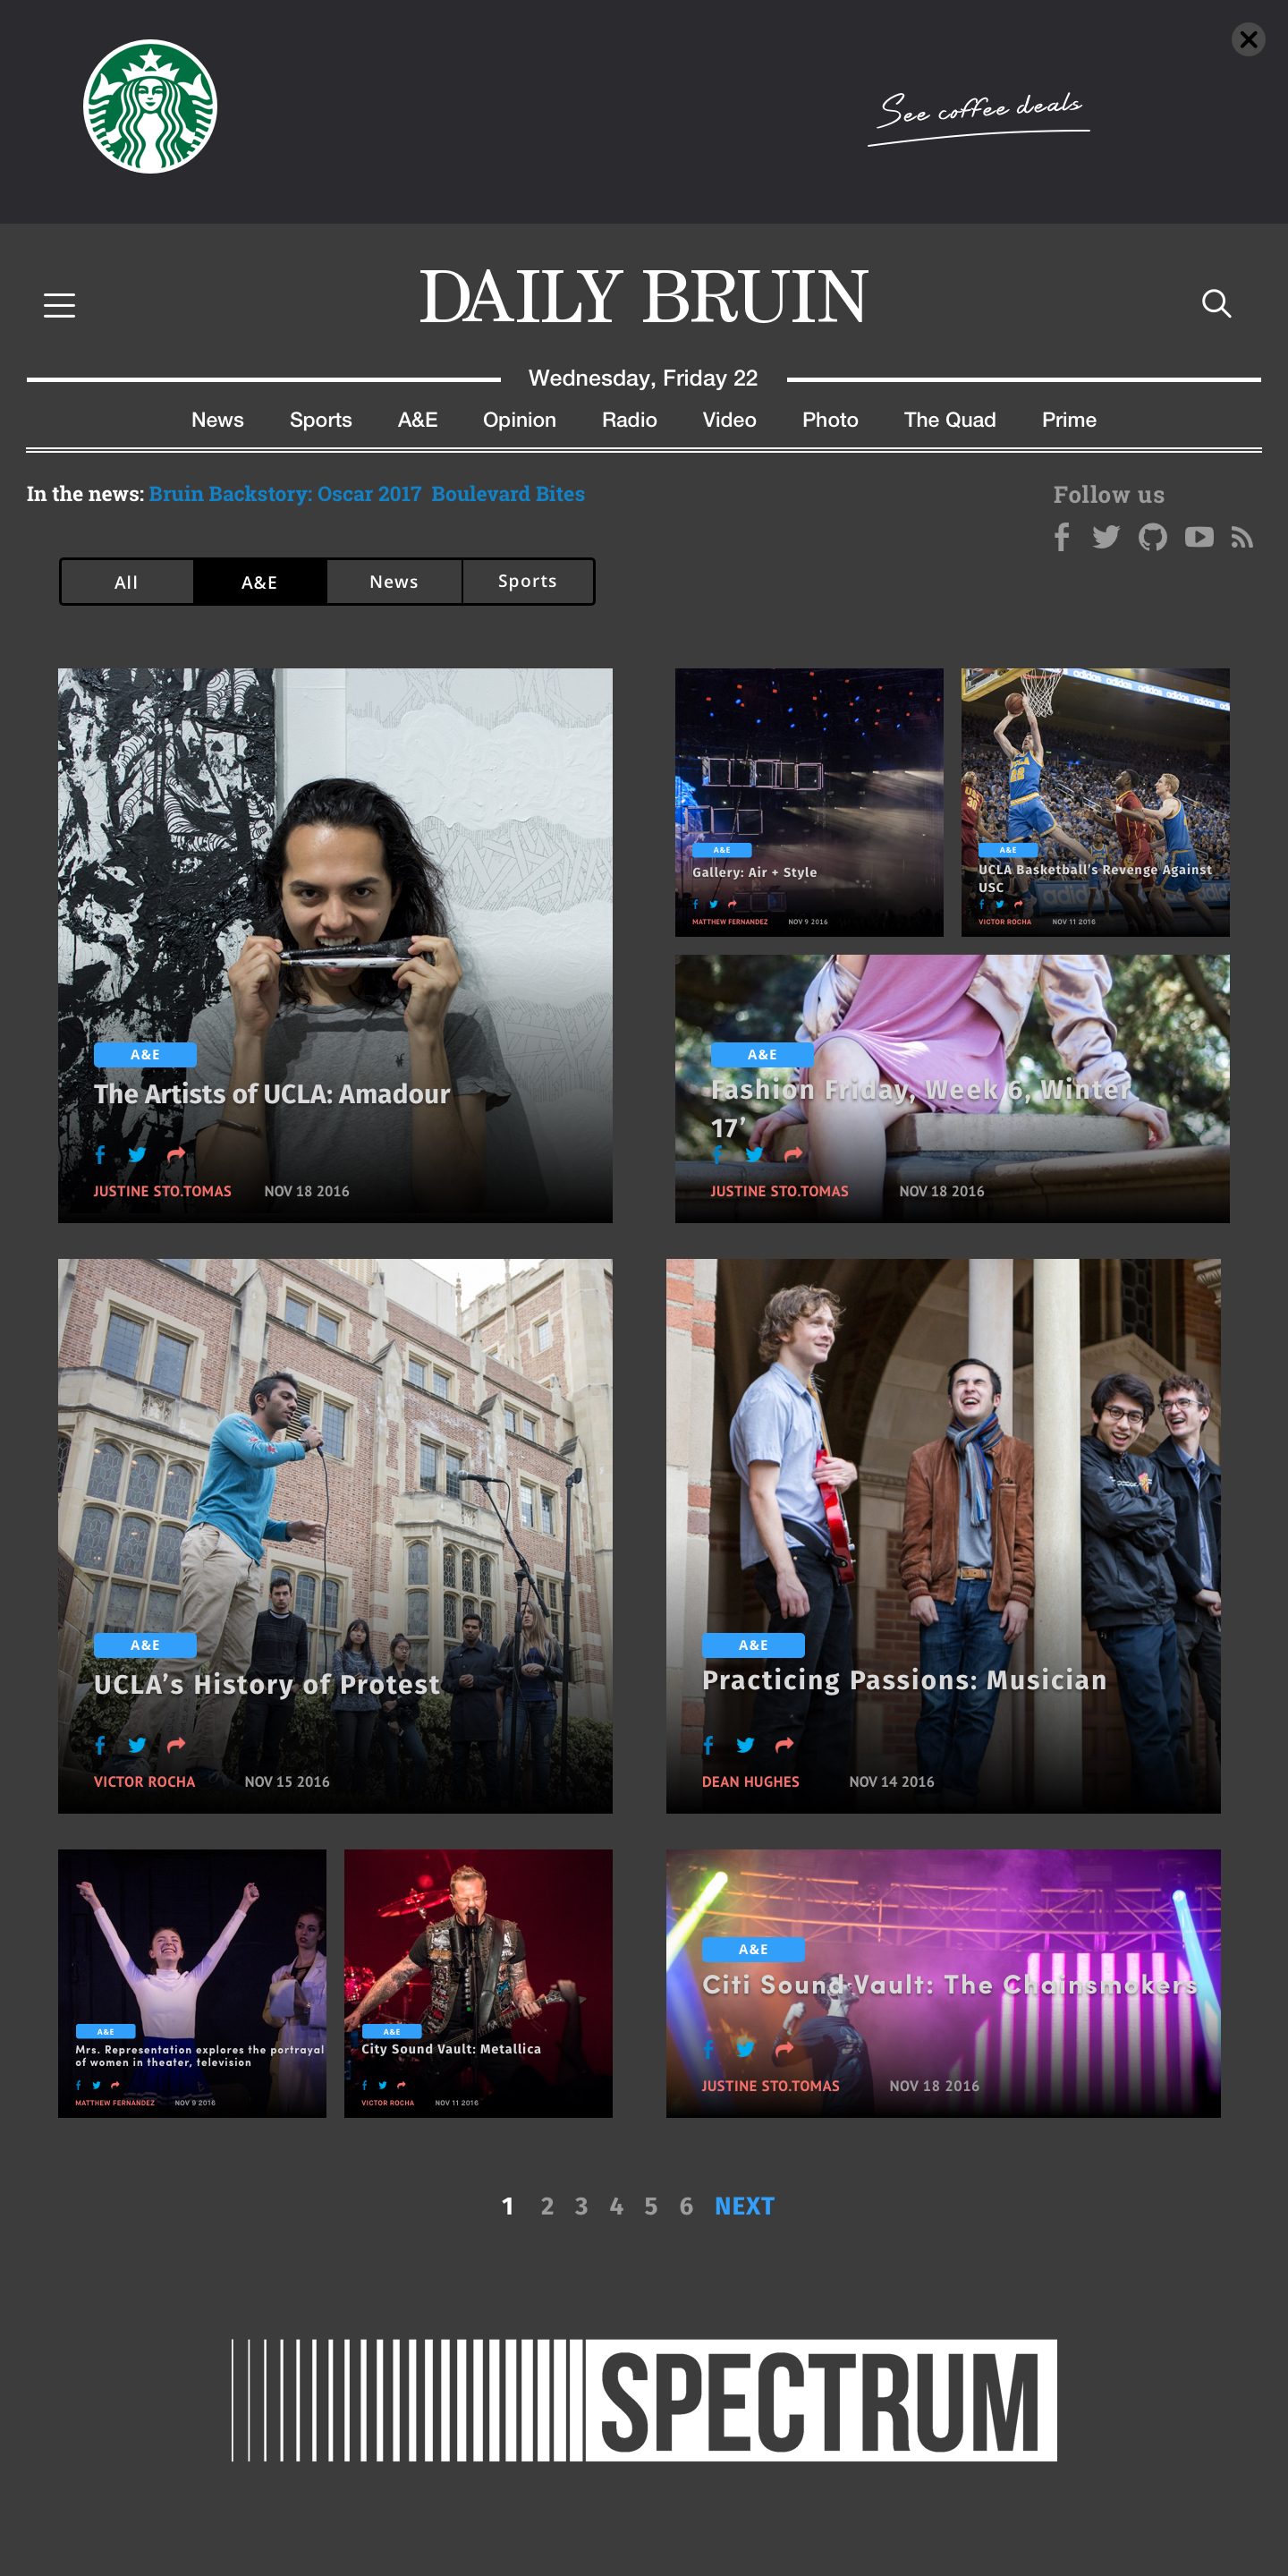 See coffee deals
DAILY BRUIN
Wednesday, Friday 22
News Sports A&E Opinion Radio Video Photo The Quad Prime
In the news: Bruin Backstory: Oscar 2017 Boulevard Bites
Follow us
All A&E News Sports
A&E
The Artists of UCLA: Amadour
JUSTINE STO.TOMAS NOV 18 2016
A&E
Gallery: Air + Style
MATTHEW FERNANDEZ NOV 9 2016
adidas
UCLA
22
USC
30
adidas
A&E
UCLA Basketball's Revenge Against
USC
VICTOR ROCHA NOV 11 2016
A&E
Fashion Friday, Week 6, Winter
17’
JUSTINE STO.TOMAS NOV 18 2016
A&E
UCLA’s History of Protest
VICTOR ROCHA NOV 15 2016
A&E
Practicing Passions: Musician
DEAN HUGHES NOV 14 2016
A&E
Mrs. Representation explores the portrayal
of women in theater, television
MATTHEW FERNANDEZ NOV 9 2016
A&E
City Sound Vault: Metallica
VICTOR ROCHA NOV 11 2016
A&E
Citi Sound Vault: The Chainsmokers
JUSTINE STO.TOMAS NOV 18 2016
1 2 3 4 5 6 NEXT
SPECTRUM